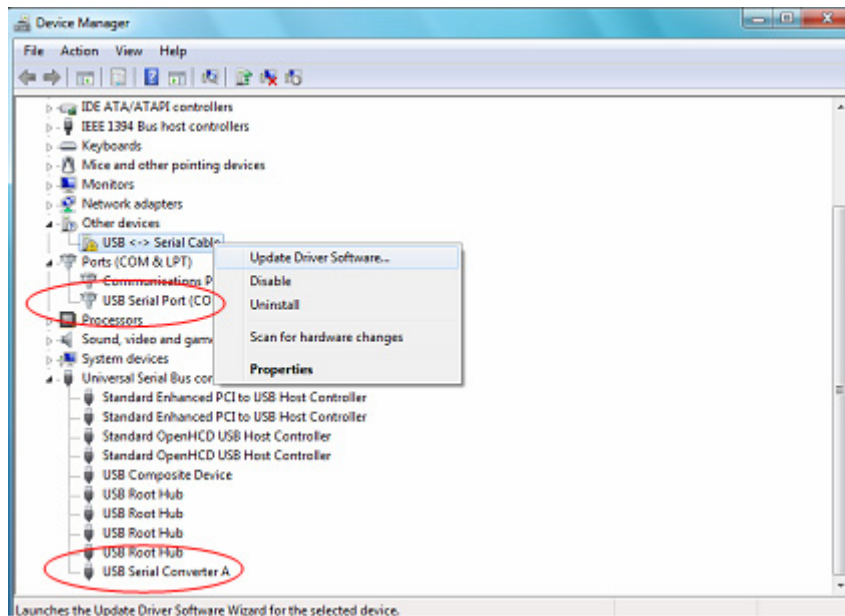 Device Manager
File Action View Help
IDE ATA/ATAPI controllers
IEEE 1394 Bus host controllers
Keyboards
Mice and other pointing devices
Monitors
Network adapters
Other devices
USB <-> Serial Cable
Update Driver Software...
Ports (COM & LPT)
Communications P
Disable
USB Serial Port (CO
Uninstall
Processors
Sound, video and game
Scan for hardware changes
System devices
Properties
Universal Serial Bus con
Standard Enhanced PCI to USB Host Controller
Standard Enhanced PCI to USB Host Controller
Standard OpenHCD USB Host Controller
Standard OpenHCD USB Host Controller
USB Composite Device
USB Root Hub
USB Root Hub
USB Root Hub
USB Root Hub
USB Serial Converter A
Launches the Update Driver Software Wizard for the selected device.